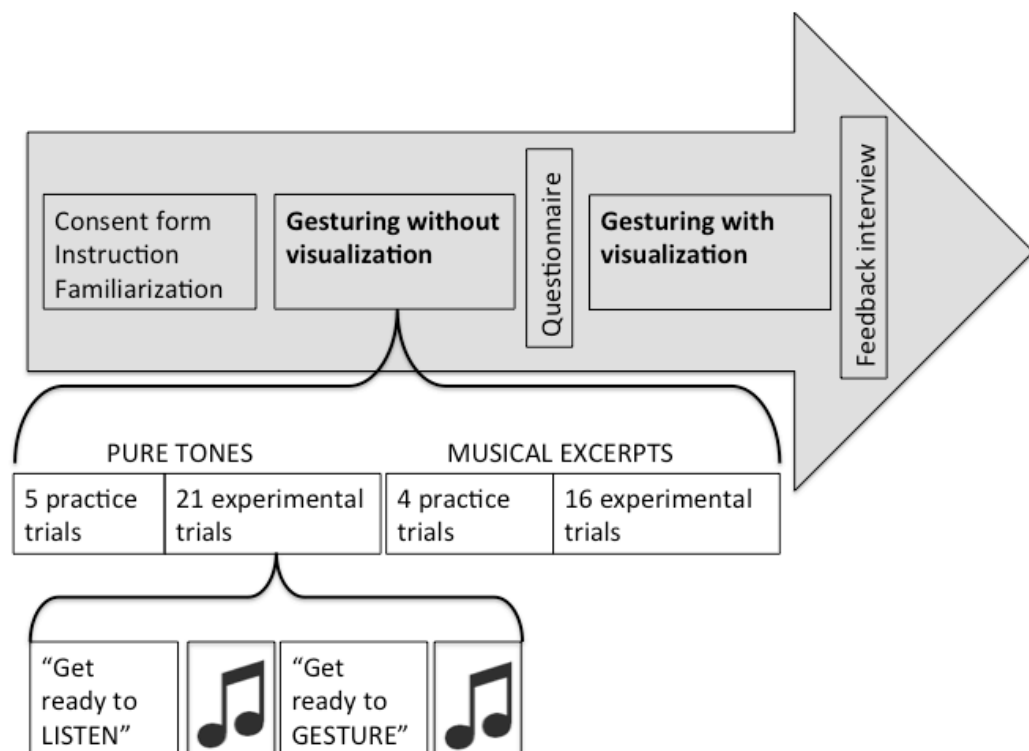 Consent form
Instruction
Familiarization
Gesturing without
visualization
Questionnaire
Gesturing with
visualization
Feedback interview
PURE TONES
MUSICAL EXCERPTS
5 practice
trials
21 experimental
trials
4 practice
trials
16 experimental
trials
“Get
ready to
LISTEN”
“Get
ready to
GESTURE”